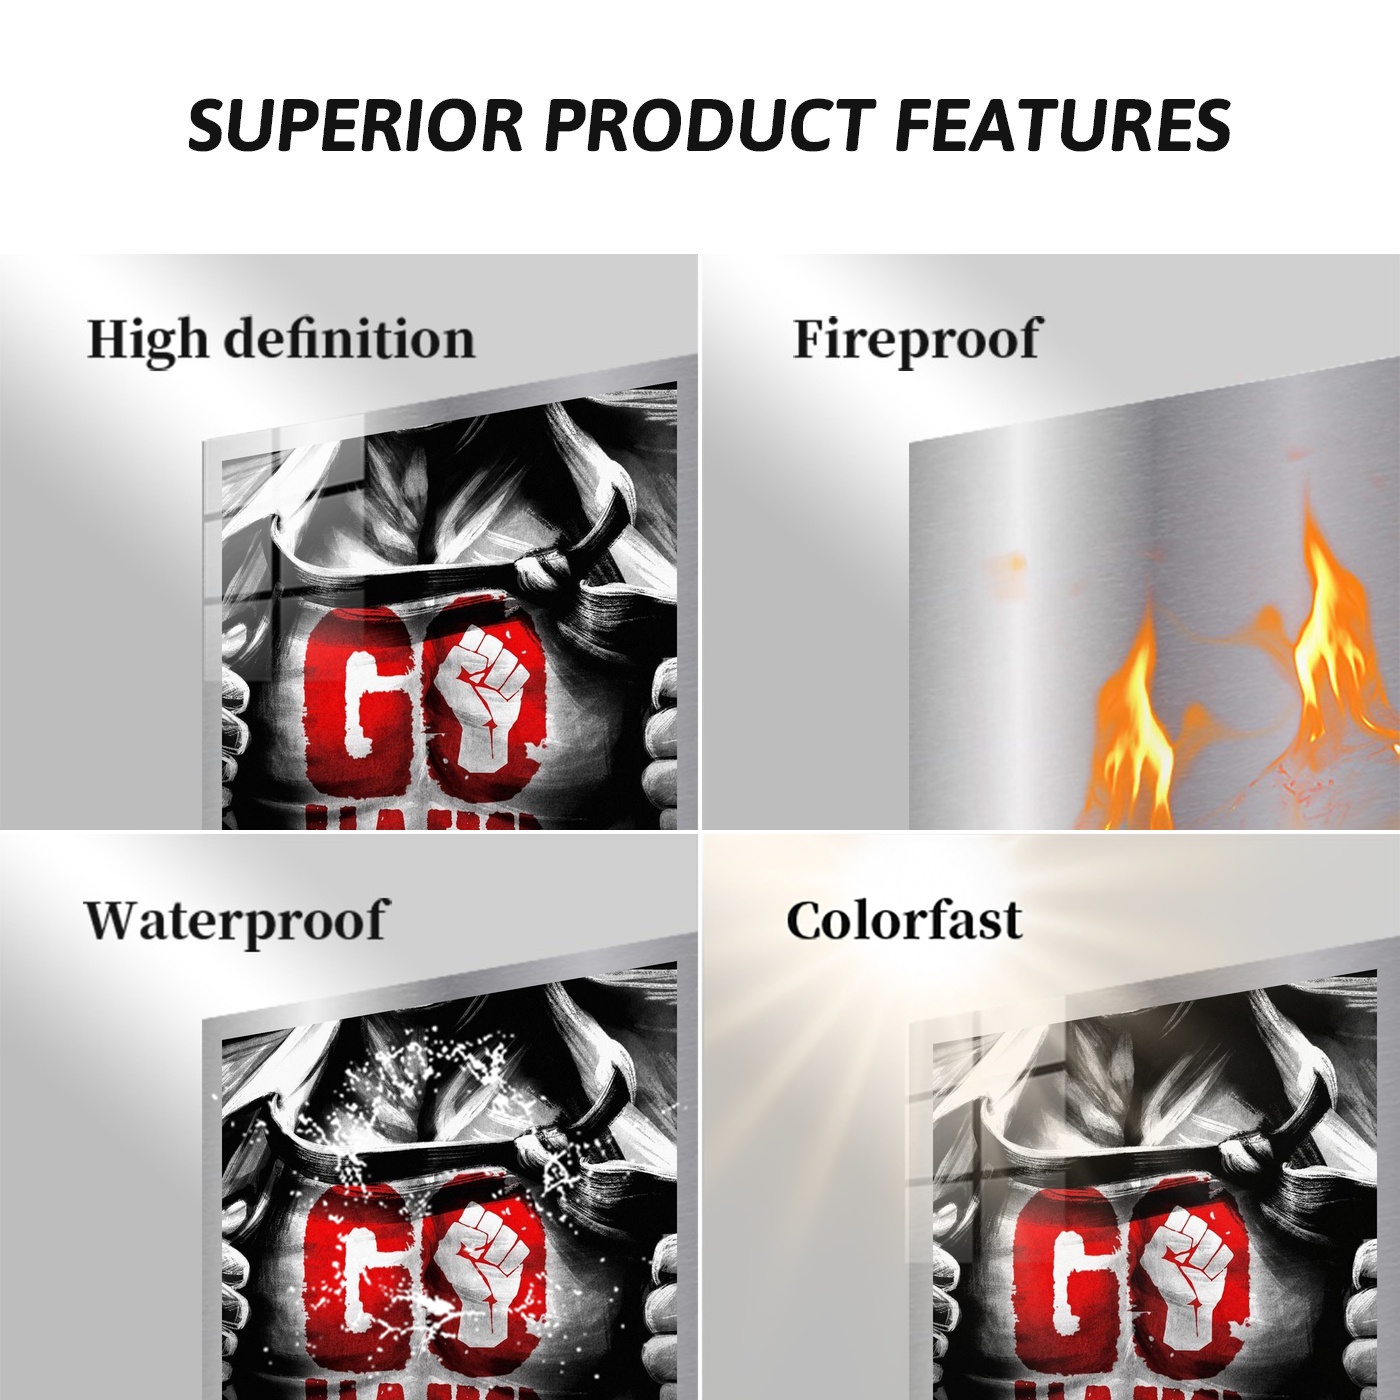 SUPERIOR PRODUCT FEATURES
High definition
Fireproof
GO
Waterproof
Colorfast
GO
GO